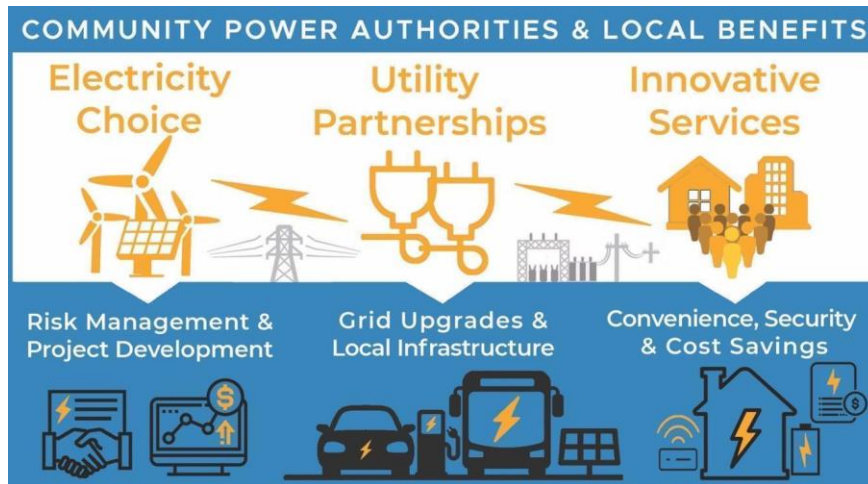 COMMUNITY POWER AUTHORITIES & LOCAL BENEFITS
Electricity
Choice
Utility
Partnerships
Innovative
Services
Risk Management &
Project Development
Grid Upgrades &
Local Infrastructure
Convenience, Security
& Cost Savings
$
$